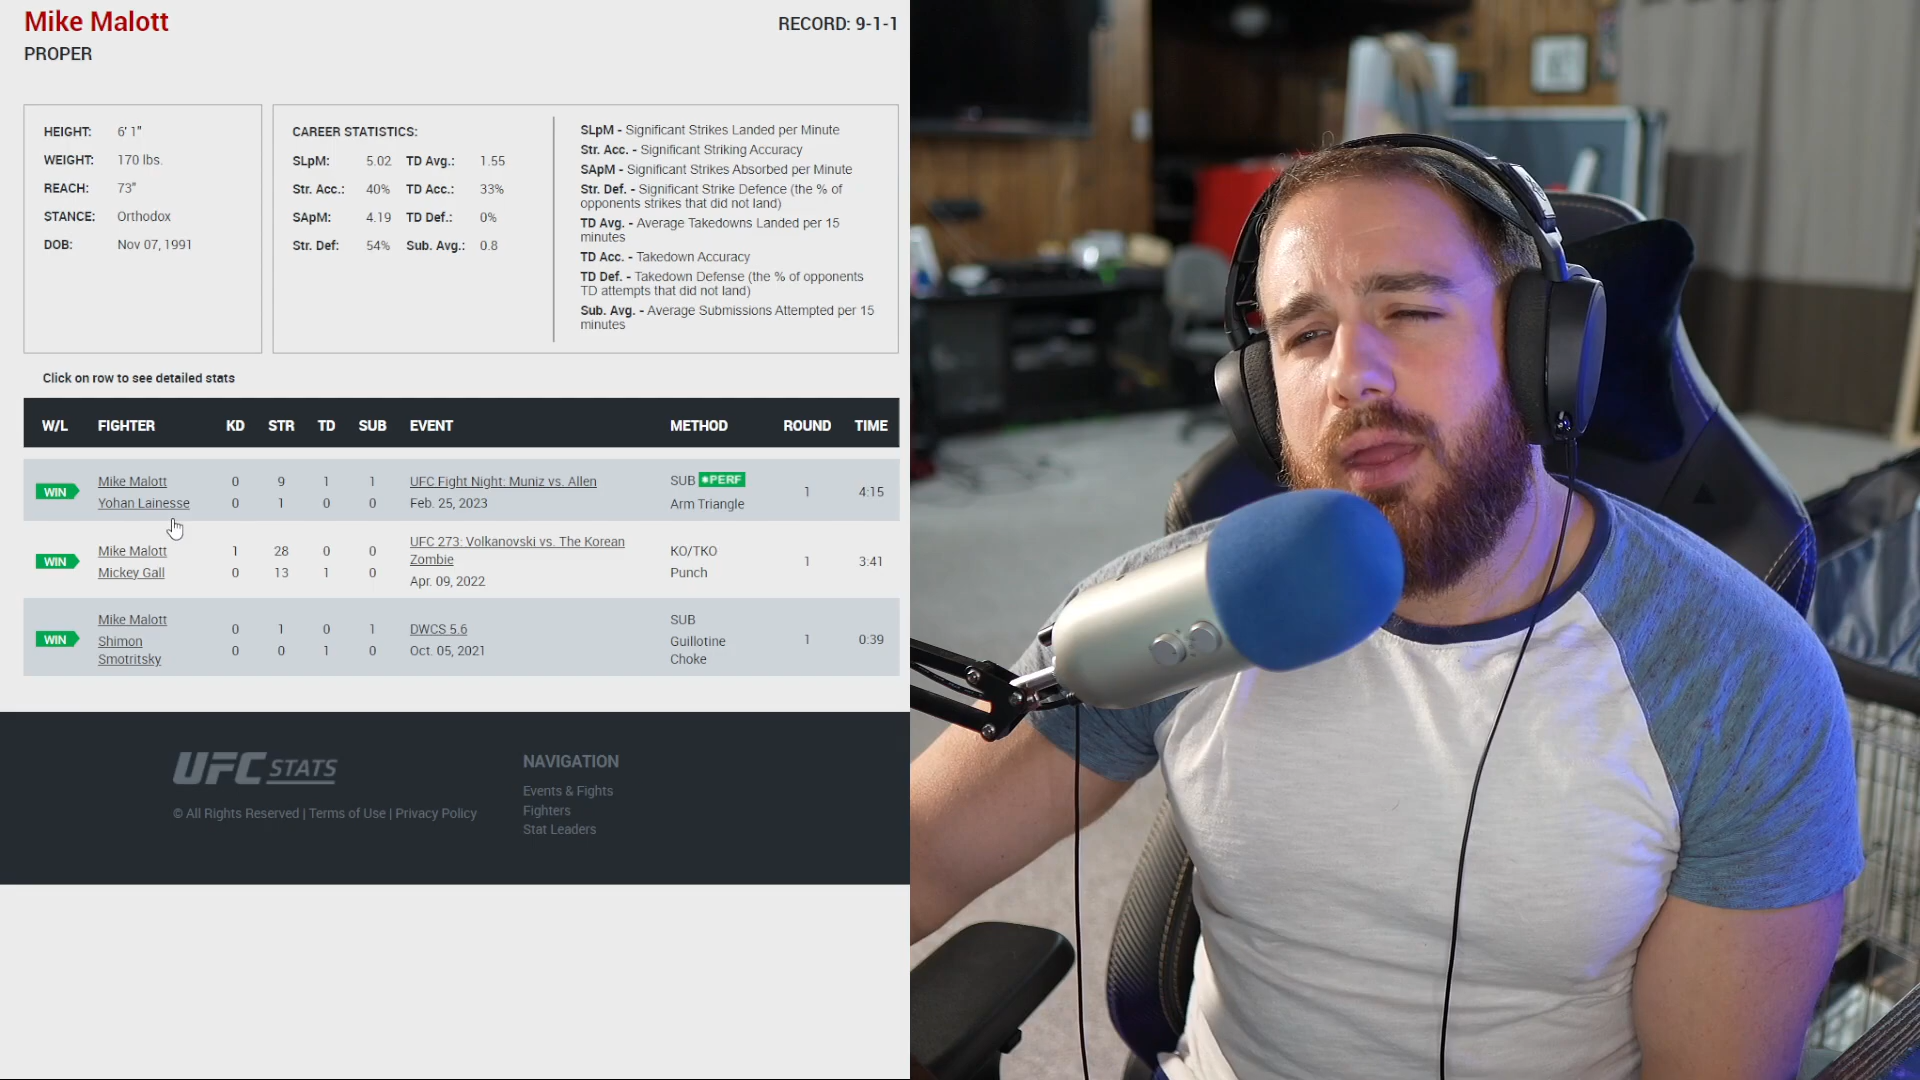 Mike Malott
RECORD: 9-1-1
PROPER
HEIGHT: 6' 1"
WEIGHT: 170 lbs.
REACH: 73"
STANCE: Orthodox
DOB: Nov 07, 1991
CAREER STATISTICS:
SLpM: 5.02 TD Avg.: 1.55
Str. Acc.: 40% TD Acc.: 33%
SApM: 4.19 TD Def.: 0%
Str. Def: 54% Sub. Avg.: 0.8
SLpM - Significant Strikes Landed per Minute
Str. Acc. - Significant Striking Accuracy
SApM - Significant Strikes Absorbed per Minute
Str. Def. - Significant Strike Defence (the % of
opponents strikes that did not land)
TD Avg. - Average Takedowns Landed per 15
minutes
TD Acc. - Takedown Accuracy
TD Def. - Takedown Defense (the % of opponents
TD attempts that did not land)
Sub. Avg. - Average Submissions Attempted per 15
minutes
Click on row to see detailed stats
W/L FIGHTER KD STR TD SUB EVENT METHOD ROUND TIME
WIN
Mike Malott 0 9 1 1 UFC Fight Night: Muniz vs. Allen SUB PERF
Yohan Lainesse 0 1 0 0 Feb. 25, 2023 Arm Triangle
1 4:15
WIN
Mike Malott 1 28 0 0 UFC 273: Volkanovski vs. The Korean
Zombie KO/TKO
Mickey Gall 0 13 1 0 Apr. 09, 2022 Punch
1 3:41
WIN
Mike Malott 0 1 0 1 DWCS 5.6 SUB
Shimon
Smotritsky 0 0 1 0 Oct. 05, 2021 Guillotine
Choke
1 0:39
UFC STATS
© All Rights Reserved | Terms of Use | Privacy Policy
NAVIGATION
Events & Fights
Fighters
Stat Leaders